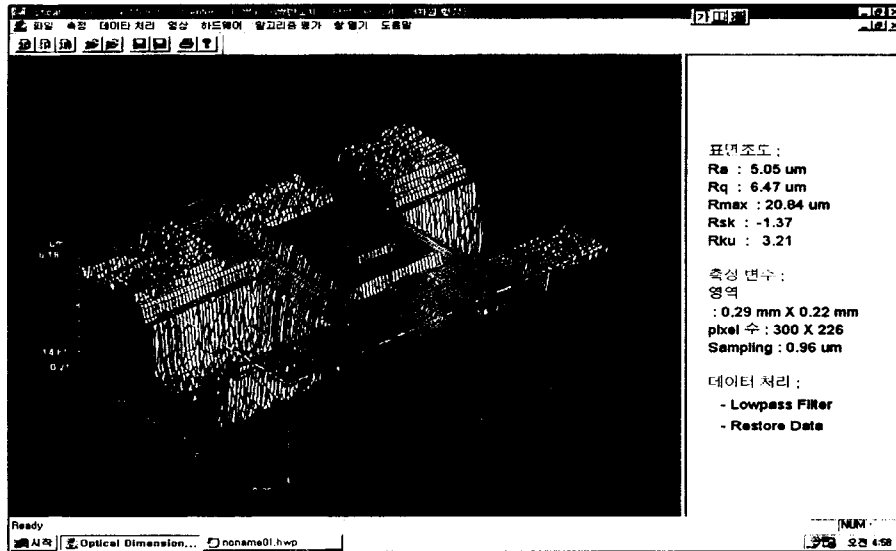 파일 측정 데이타 처리 영상 하드웨어 알고리즘 평가 창 열기 도움말
표면조도 :
Ra : 5.05 um
Rq : 6.47 um
Rmax : 20.84 um
Rsk : -1.37
Rku : 3.21
측정 변수 :
영역
: 0.29 mm X 0.22 mm
pixel 수 : 300 X 226
Sampling : 0.96 um
데이터 처리 :
- Lowpass Filter
- Restore Data
um
Ready
NUM
시작 Optical Dimension... noname01.hwp
오전 4:58